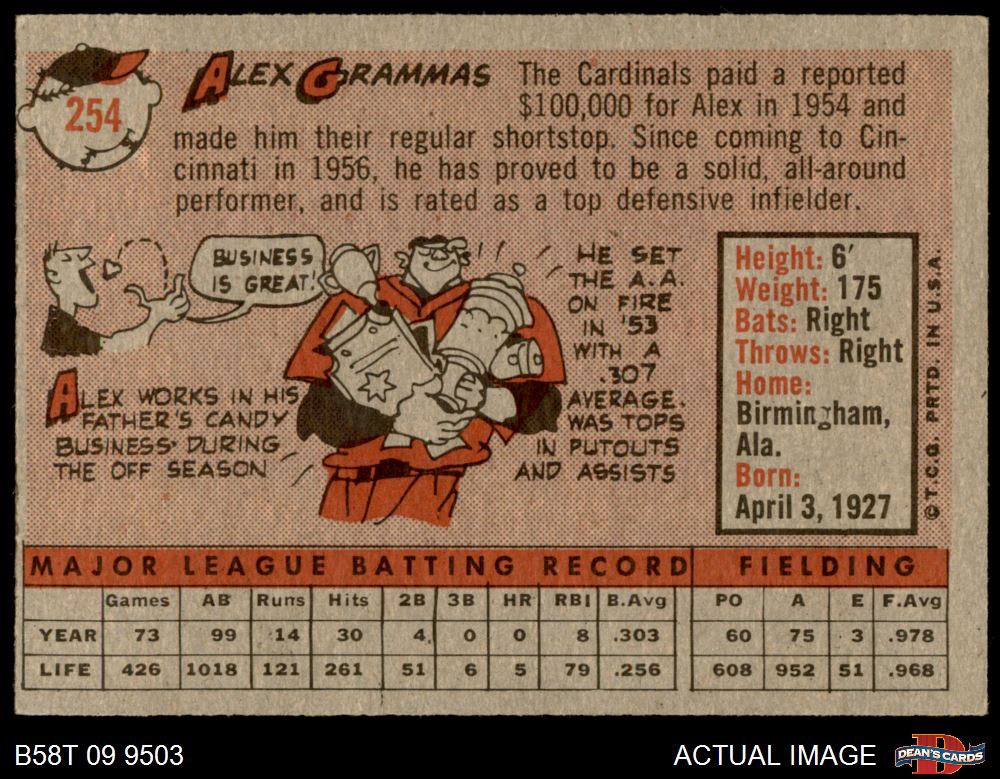 254
ALEX GRAMMAS
The Cardinals paid a reported
$100,000 for Alex in 1954 and
made him their regular shortstop. Since coming to Cin-
cinnati in 1956, he has proved to be a solid, all-around
performer, and is rated as a top defensive infielder.
BUSINESS
IS GREAT!
ALEX WORKS IN HIS
FATHER'S CANDY
BUSINESS DURING
THE OFF SEASON
HE SET
THE A.A.
ON FIRE
IN '53
WITH A
.307
AVERAGE.
WAS TOPS
IN PUTOUTS
AND ASSISTS
Height: 6'
Weight: 175
Bats: Right
Throws: Right
Home:
Birmingham,
Ala.
Born:
April 3, 1927
© T.C.G. PRTD. IN U.S.A.
MAJOR LEAGUE BATTING RECORD FIELDING
Games AB Runs Hits 2B 3B HR RBI B.Avg PO A E F.Avg
YEAR 73 99 14 30 4 0 0 8 .303 60 75 3 .978
LIFE 426 1018 121 261 51 6 5 79 .256 608 952 51 .968
B58T 09 9503
ACTUAL IMAGE
DEAN'S CARDS